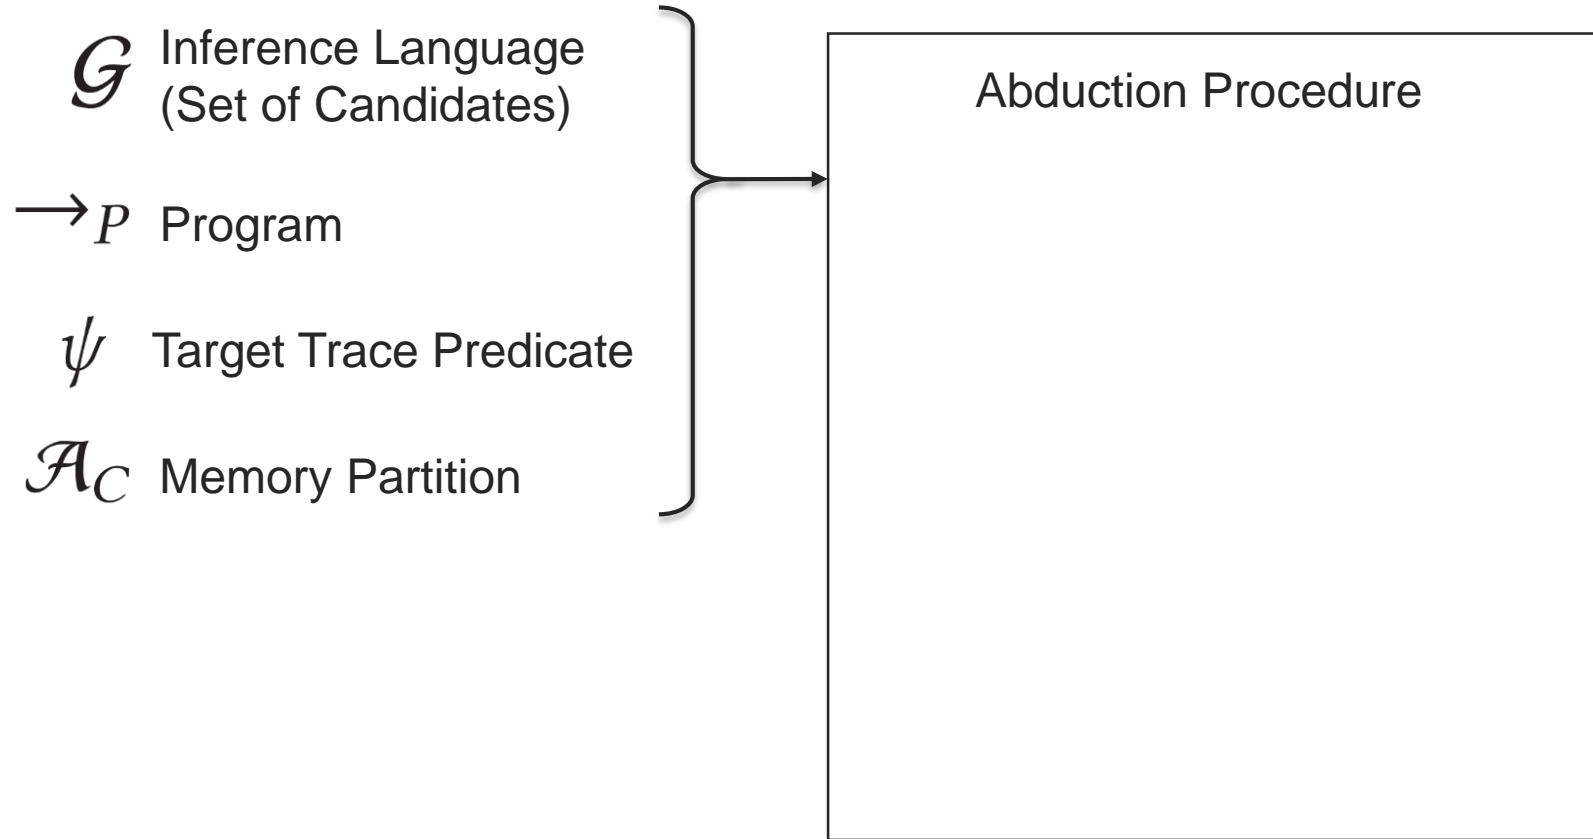 𝒢 Inference Language
(Set of Candidates)
Abduction Procedure
→P Program
ψ Target Trace Predicate
𝒜C Memory Partition